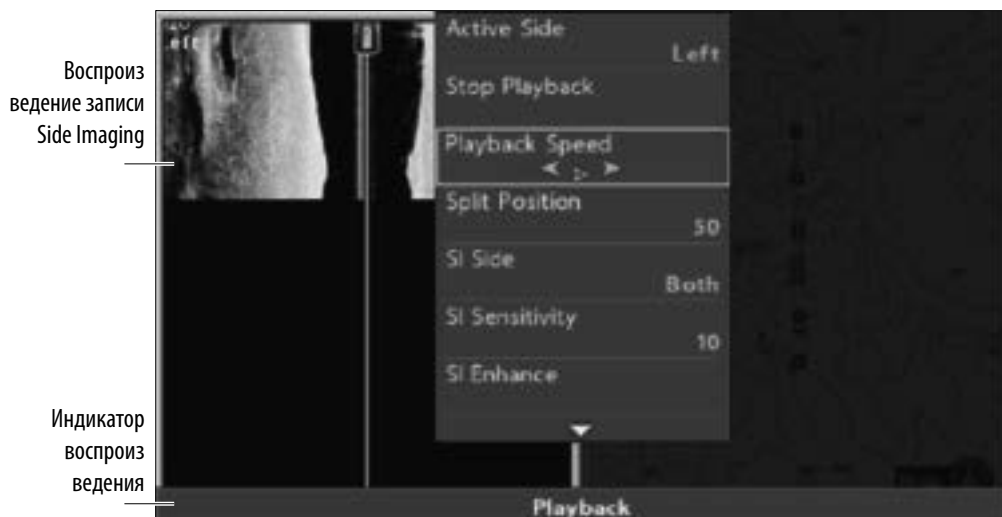 Воспроиз
ведение записи
Side Imaging
Индикатор
воспроиз
ведения
Active Side
Left
Stop Playback
Playback Speed
Split Position
50
SI Side
Both
SI Sensitivity
10
SI Enhance
Playback